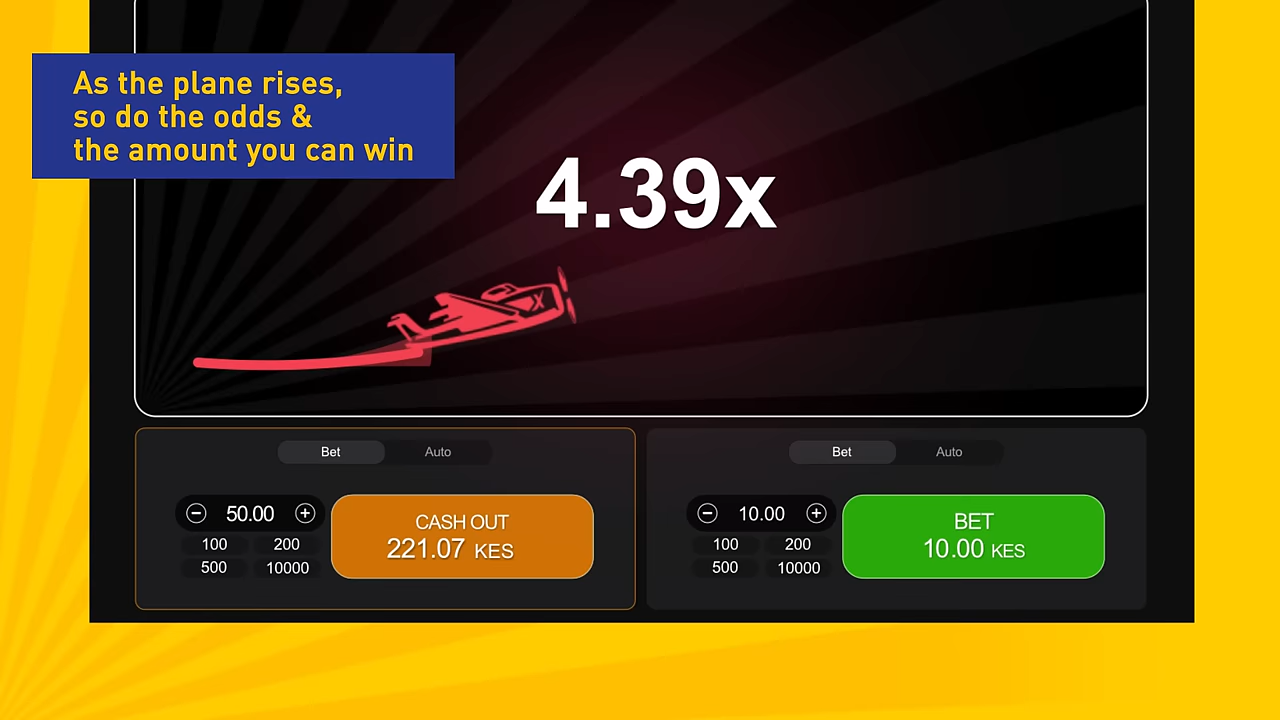 As the plane rises,
so do the odds &
the amount you can win
4.39x
X
Bet Auto
50.00
100 200
500 10000
CASH OUT
221.07 KES
Bet Auto
10.00
100 200
500 10000
BET
10.00 KES